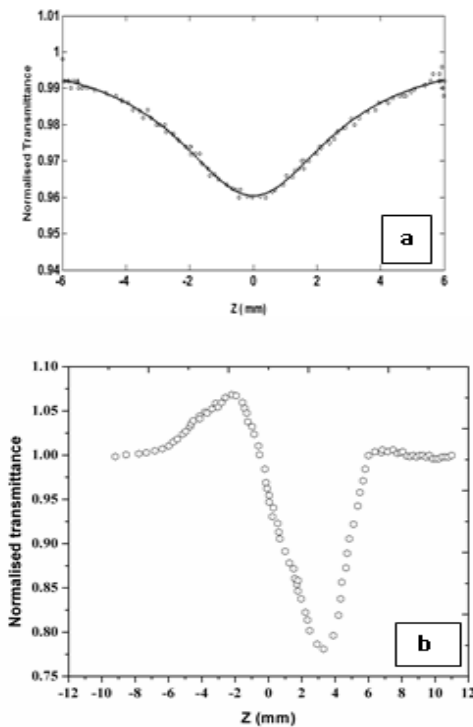 1.01
1
0.99
0.98
0.97
0.96
0.95
0.94
Normalised Transmittance
-6 -4 -2 0 2 4 6
Z (mm)
a
1.10
1.05
1.00
0.95
0.90
0.85
0.80
0.75
Normalised transmittance
-12 -10 -8 -6 -4 -2 0 2 4 6 8 10 12
Z (mm)
b